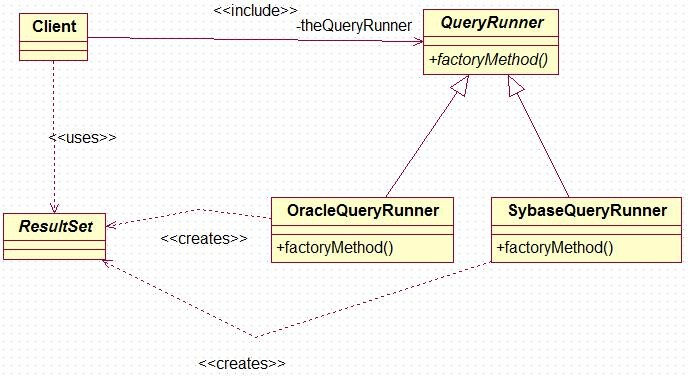 <<include>>
Client
QueryRunner
-theQueryRunner
+factoryMethod()
<<uses>>
ResultSet
OracleQueryRunner
+factoryMethod()
SybaseQueryRunner
+factoryMethod()
<<creates>>
<<creates>>